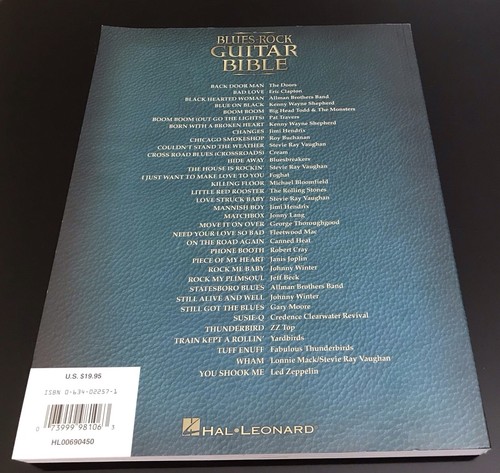 BLUES-ROCK
GUITAR
BIBLE
BACK DOOR MAN The Doors
BAD LOVE Eric Clapton
BLACK HEARTED WOMAN Allman Brothers Band
BLUE ON BLACK Kenny Wayne Shepherd
BOOM BOOM Big Head Todd & The Monsters
BOOM BOOM (OUT GO THE LIGHTS) Pat Travers
BORN WITH A BROKEN HEART Kenny Wayne Shepherd
CHANGES Jimi Hendrix
CHICAGO SMOKESHOP Roy Buchanan
COULDN'T STAND THE WEATHER Stevie Ray Vaughan
CROSS ROAD BLUES (CROSSROADS) Cream
HIDE AWAY Bluesbreakers
THE HOUSE IS ROCKIN' Stevie Ray Vaughan
I JUST WANT TO MAKE LOVE TO YOU Foghat
KILLING FLOOR Michael Bloomfield
LITTLE RED ROOSTER The Rolling Stones
LOVE STRUCK BABY Stevie Ray Vaughan
MANNISH BOY Jimi Hendrix
MATCHBOX Jonny Lang
MOVE IT ON OVER George Thoroughgood
NEED YOUR LOVE SO BAD Fleetwood Mac
ON THE ROAD AGAIN Canned Heat
PHONE BOOTH Robert Cray
PIECE OF MY HEART Janis Joplin
ROCK ME BABY Johnny Winter
ROCK MY PLIMSOUL Jeff Beck
STATESBORO BLUES Allman Brothers Band
STILL ALIVE AND WELL Johnny Winter
STILL GOT THE BLUES Gary Moore
SUSIE-Q Credence Clearwater Revival
THUNDERBIRD ZZ Top
TRAIN KEPT A ROLLIN' Yardbirds
TUFF ENUFF Fabulous Thunderbirds
WHAM Lonnie Mack/Stevie Ray Vaughan
YOU SHOOK ME Led Zeppelin
U.S. $19.95
ISBN 0-634-02257-1
0 73999 98106 3
HL00690450
HAL•LEONARD